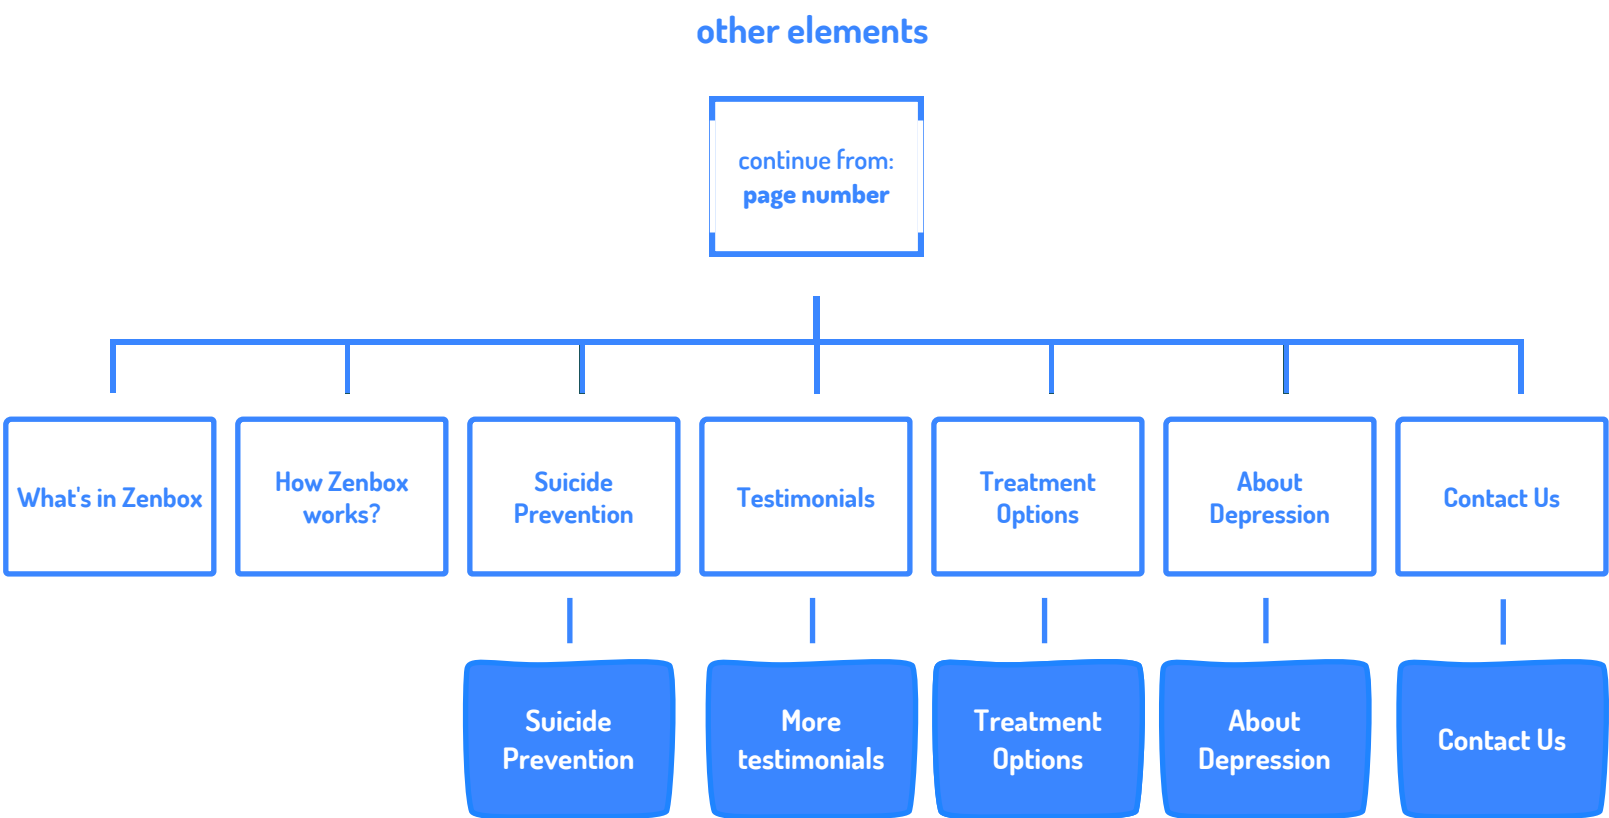 other elements
continue from:
page number
What's in Zenbox
How Zenbox
works?
Suicide
Prevention
Testimonials
Treatment
Options
About
Depression
Contact Us
Suicide
Prevention
More
testimonials
Treatment
Options
About
Depression
Contact Us